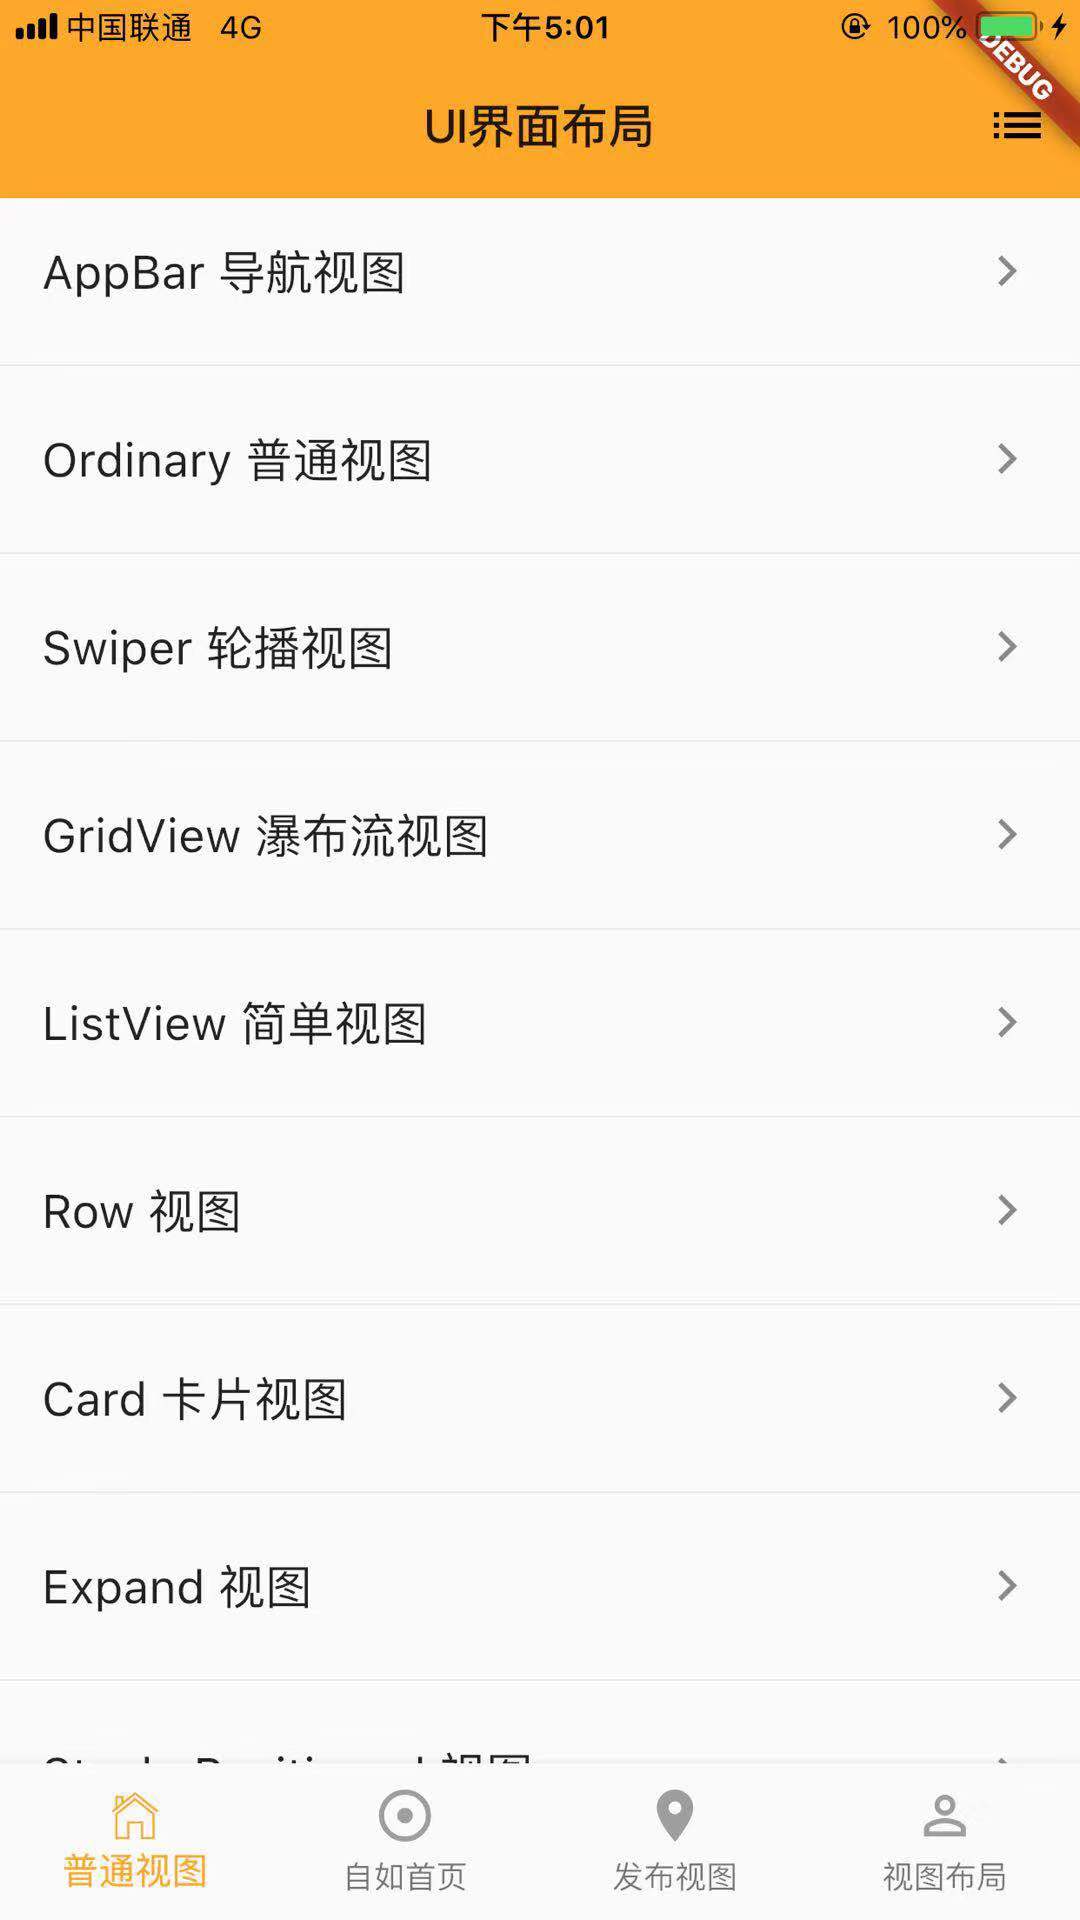 中国联通 4G 下午5:01 100%
DEBUG
UI界面布局
AppBar 导航视图
Ordinary 普通视图
Swiper 轮播视图
GridView 瀑布流视图
ListView 简单视图
Row 视图
Card 卡片视图
Expand 视图
视图
普通视图 自如首页 发布视图 视图布局